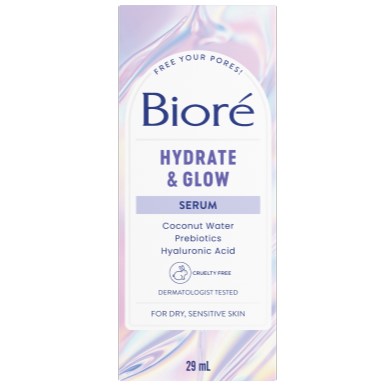 FREE YOUR PORES!
Bioré
HYDRATE
& GLOW
SERUM
Coconut Water
Prebiotics
Hyaluronic Acid
CRUELTY FREE
DERMATOLOGIST TESTED
FOR DRY, SENSITIVE SKIN
29 mL